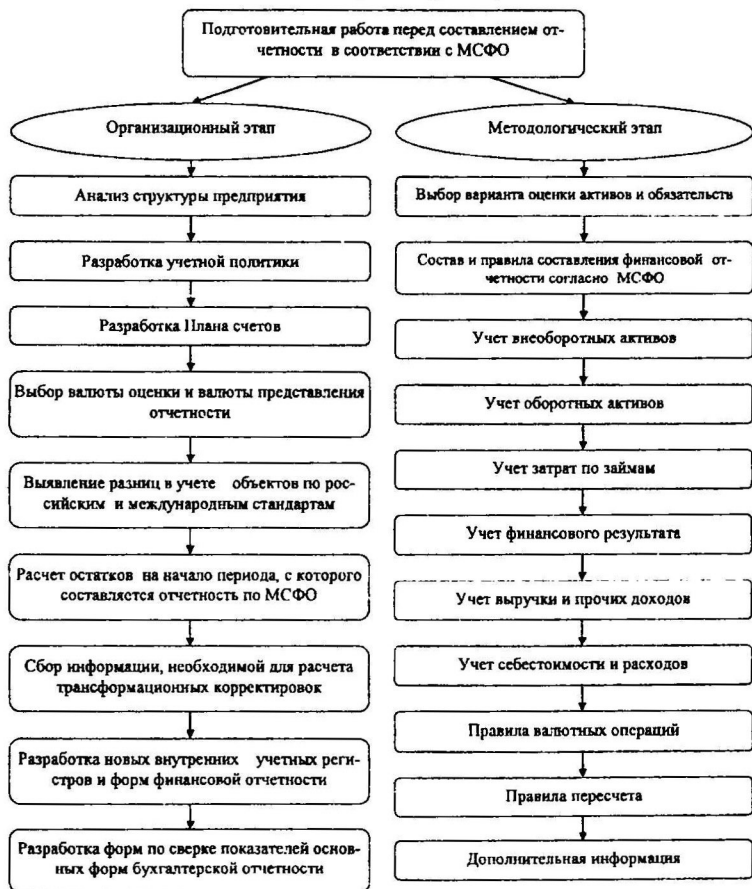 Подготовительная работа перед составлением от-
четности в соответствии с МСФО
Организационный этап
Анализ структуры предприятия
Разработка учетной политики
Разработка Плана счетов
Выбор валюты оценки и валюты представления
отчетности
Выявление разниц в учете объектов по рос-
сийским и международным стандартам
Расчет остатков на начало периода, с которого
составляется отчетность по МСФО
Сбор информации, необходимой для расчета
трансформационных корректировок
Разработка новых внутренних учетных реги-
стров и форм финансовой отчетности
Разработка форм по сверке показателей основ-
ных форм бухгалтерской отчетности
Методологический этап
Выбор варианта оценки активов и обязательств
Состав и правила составления финансовой от-
четности согласно МСФО
Учет внеоборотных активов
Учет оборотных активов
Учет затрат по займам
Учет финансового результата
Учет выручки и прочих доходов
Учет себестоимости и расходов
Правила валютных операций
Правила пересчета
Дополнительная информация